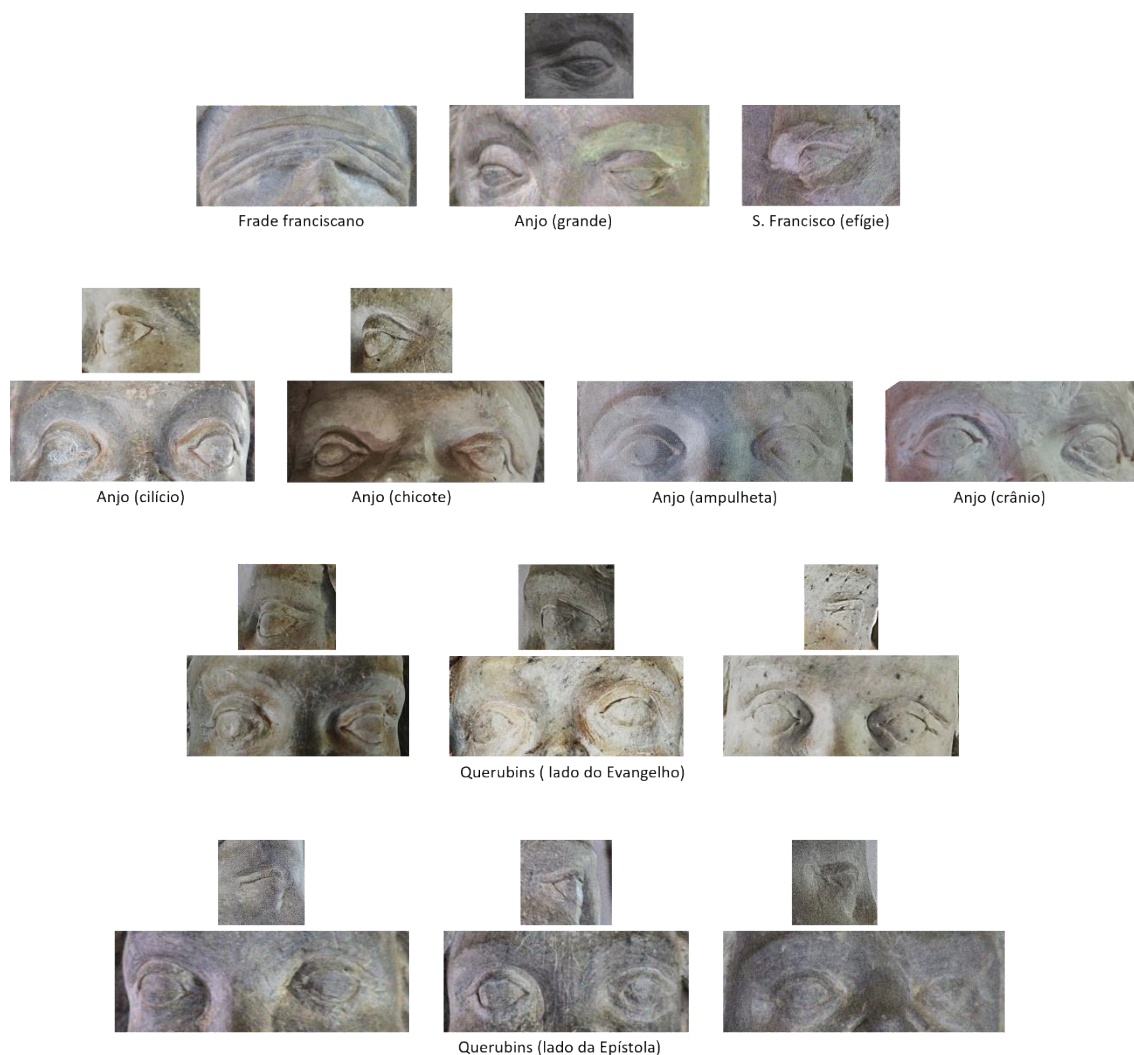 Frade franciscano
Anjo (grande)
S. Francisco (efígie)
Anjo (cilício)
Anjo (chicote)
Anjo (ampulheta)
Anjo (crânio)
Querubins ( lado do Evangelho)
Querubins (lado da Epístola)